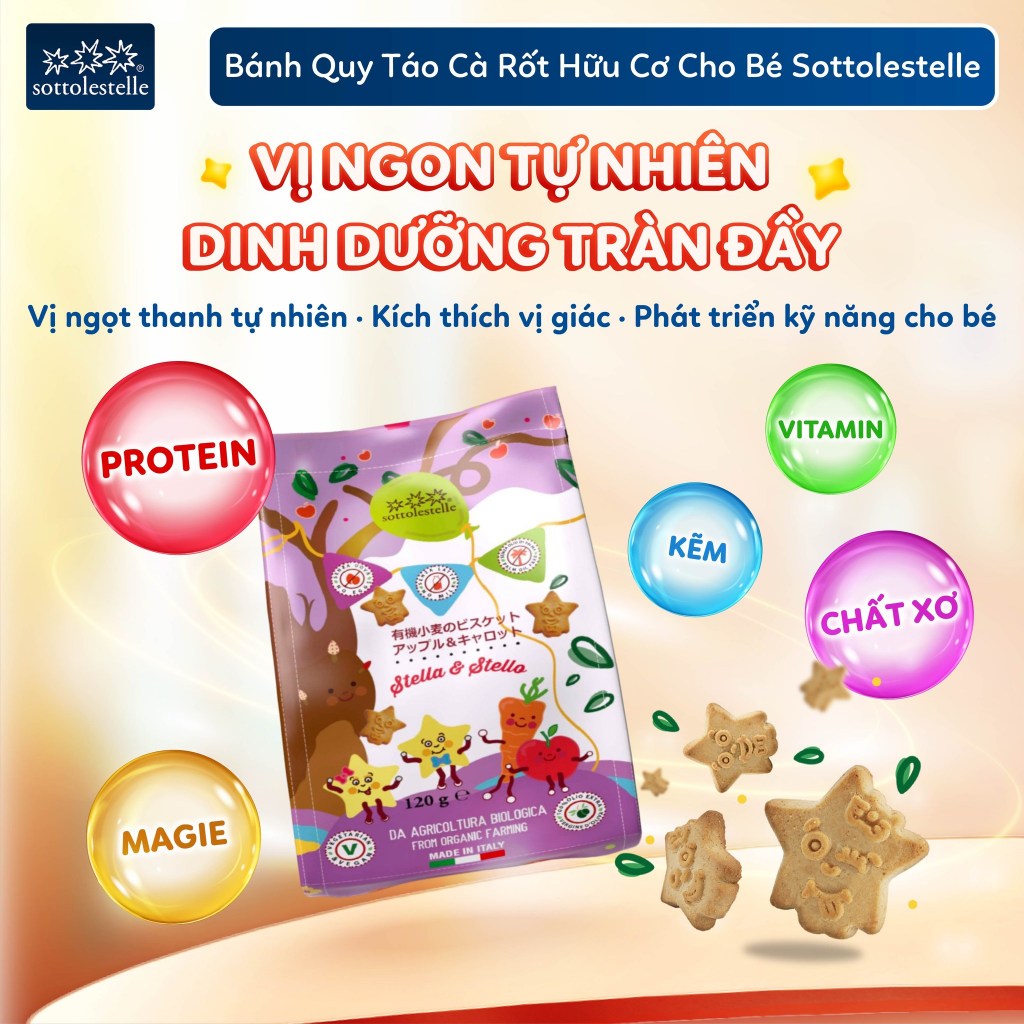 sottolestelle®
Bánh Quy Táo Cà Rốt Hữu Cơ Cho Bé Sottolestelle
VỊ NGON TỰ NHIÊN
DINH DƯỠNG TRÀN ĐẦY
Vị ngọt thanh tự nhiên · Kích thích vị giác · Phát triển kỹ năng cho bé
PROTEIN
VITAMIN
KẼM
CHẤT XƠ
MAGIE
sottolestelle
有機小麦のビスケット
アップル&キャロット
Stella & Stello
120 g ℮
DA AGRICOLTURA BIOLOGICA
FROM ORGANIC FARMING
MADE IN ITALY
V